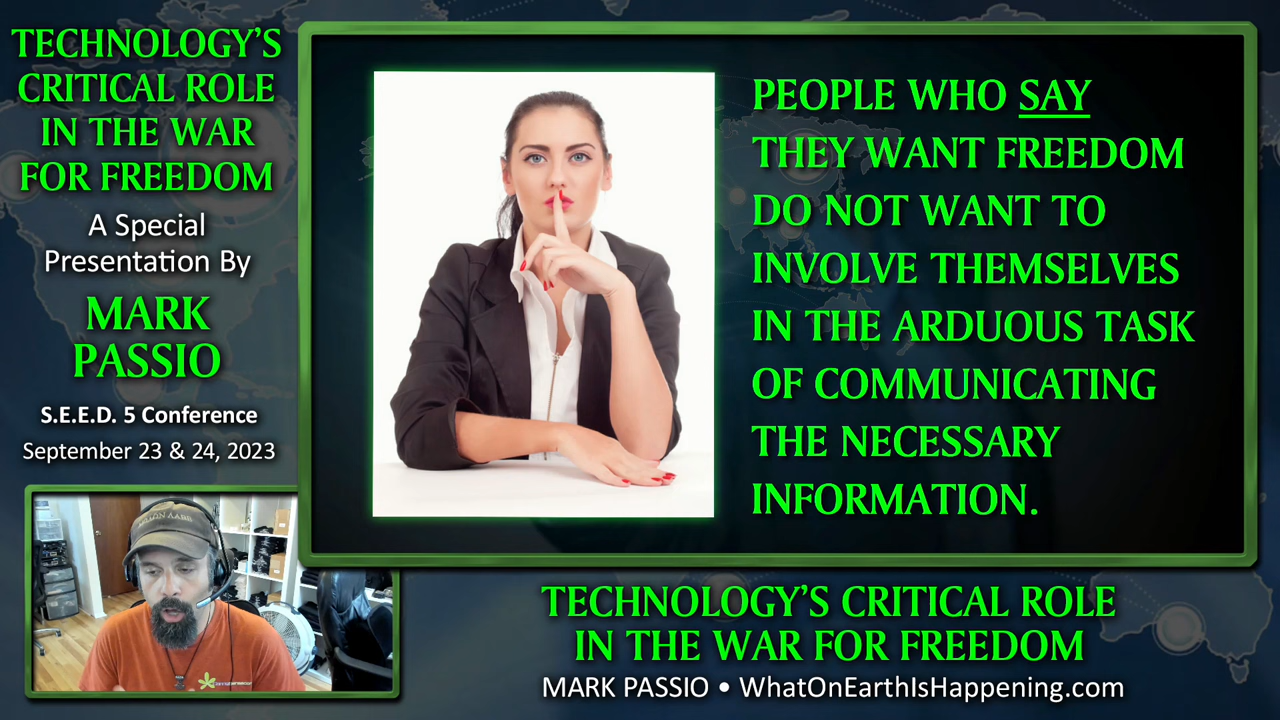 TECHNOLOGY'S
CRITICAL ROLE
IN THE WAR
FOR FREEDOM
A Special
Presentation By
MARK
PASSIO
S.E.E.D. 5 Conference
September 23 & 24, 2023
PEOPLE WHO SAY
THEY WANT FREEDOM
DO NOT WANT TO
INVOLVE THEMSELVES
IN THE ARDUOUS TASK
OF COMMUNICATING
THE NECESSARY
INFORMATION.
TECHNOLOGY'S CRITICAL ROLE
IN THE WAR FOR FREEDOM
MARK PASSIO • WhatOnEarthIsHappening.com